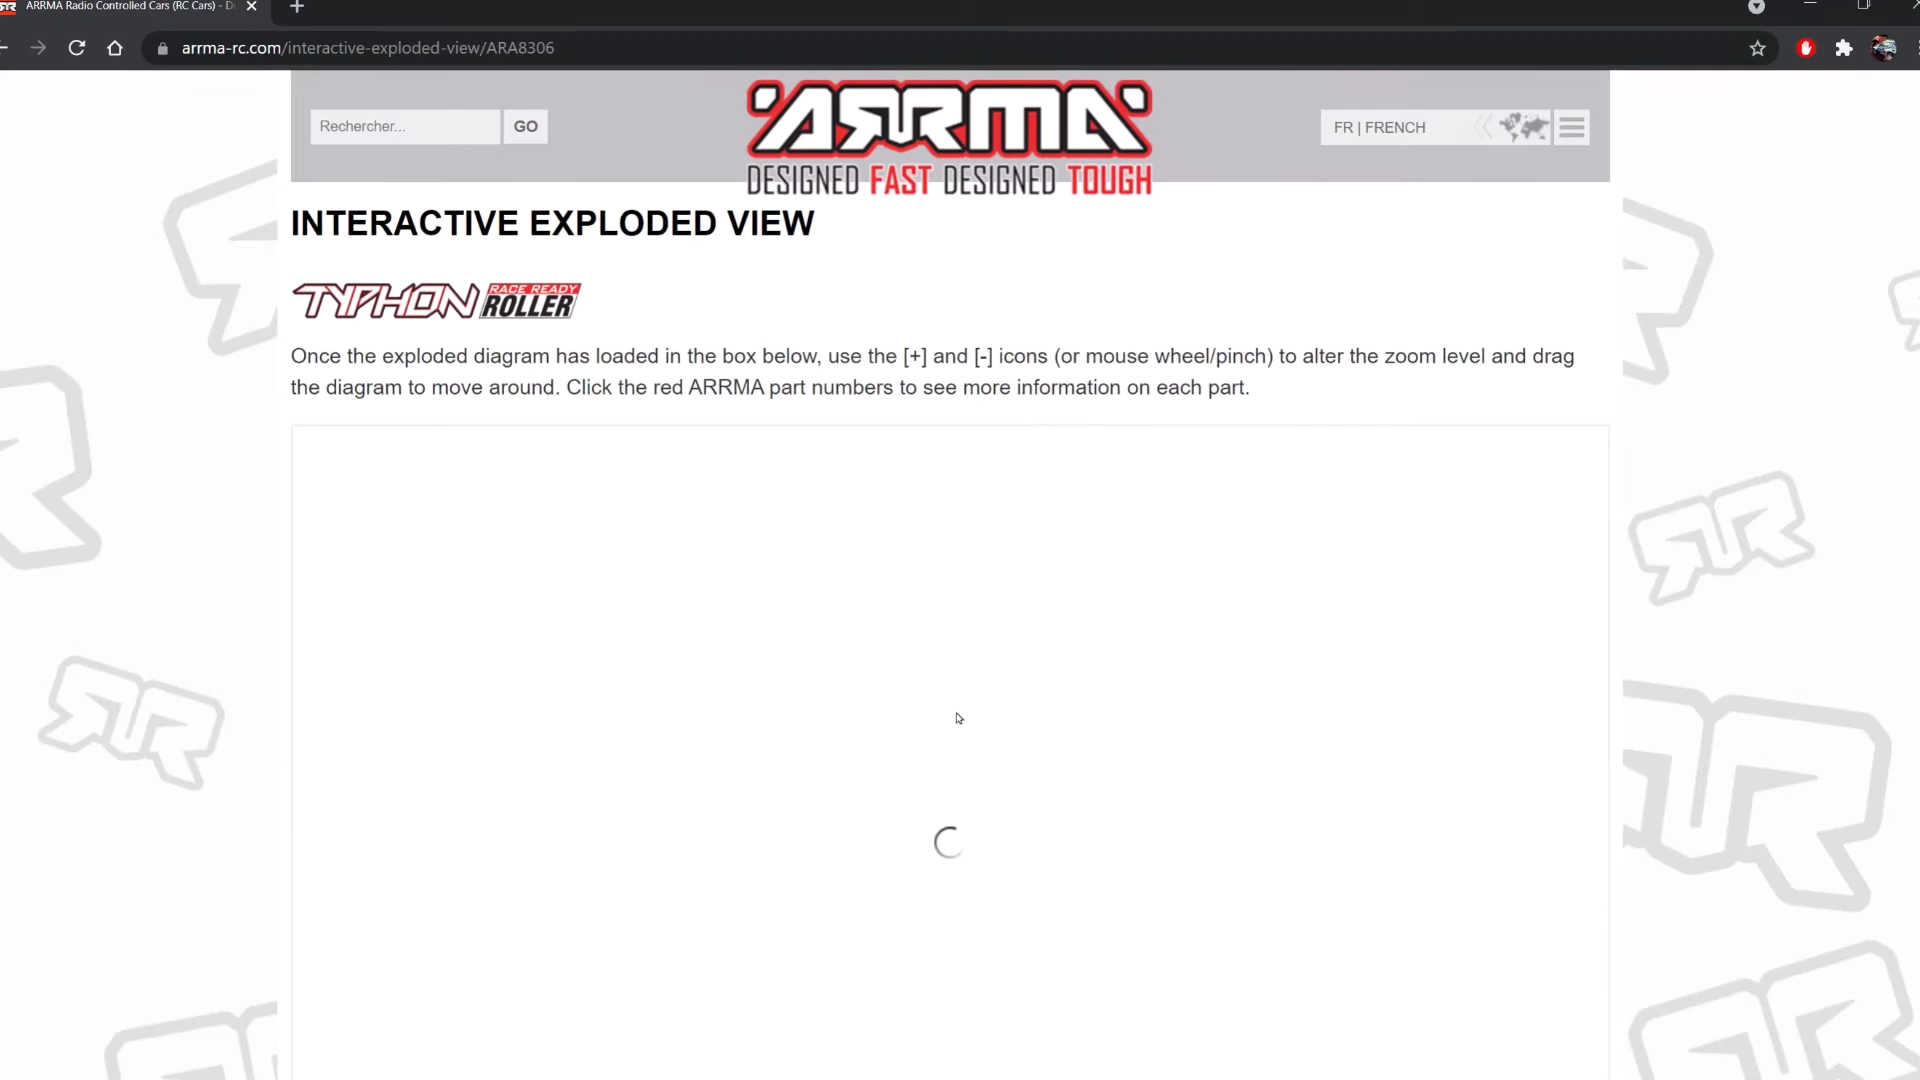 ARRMA Radio Controlled Cars (RC Cars) - D
arrma-rc.com/interactive-exploded-view/ARA8306
Rechercher...
GO
ARRMA
DESIGNED FAST DESIGNED TOUGH
FR | FRENCH
INTERACTIVE EXPLODED VIEW
TYPHON RACE READY ROLLER
Once the exploded diagram has loaded in the box below, use the [+] and [-] icons (or mouse wheel/pinch) to alter the zoom level and drag
the diagram to move around. Click the red ARRMA part numbers to see more information on each part.